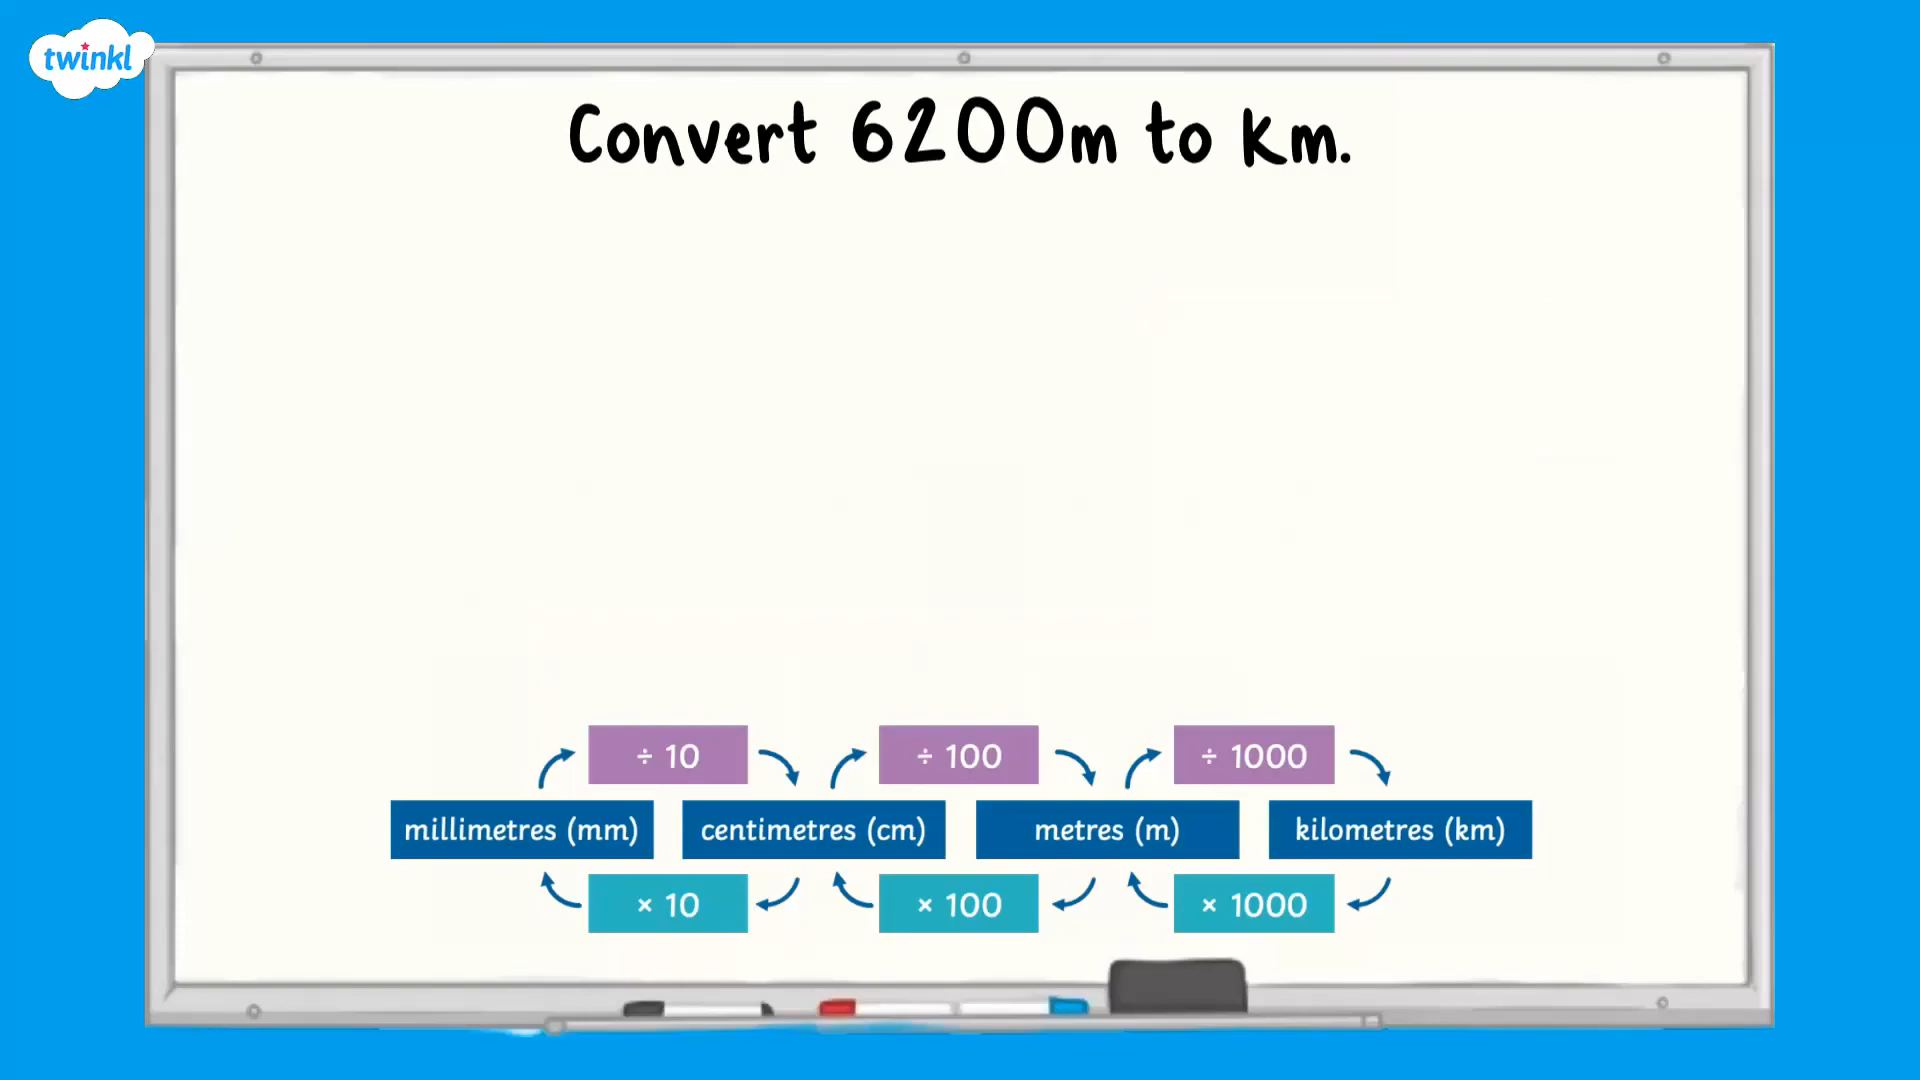 twinkl
Convert 6200m to km.
÷ 10 ÷ 100 ÷ 1000
millimetres (mm) centimetres (cm) metres (m) kilometres (km)
× 10 × 100 × 1000